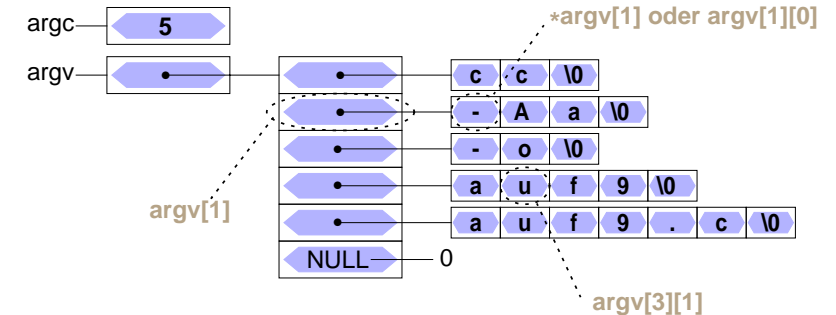 *argv[1] oder argv[1][0]
argc 5
argv c c \0
- A a \0
- o \0
a u f 9 \0
argv[1]
a u f 9 . c \0
NULL 0
argv[3][1]